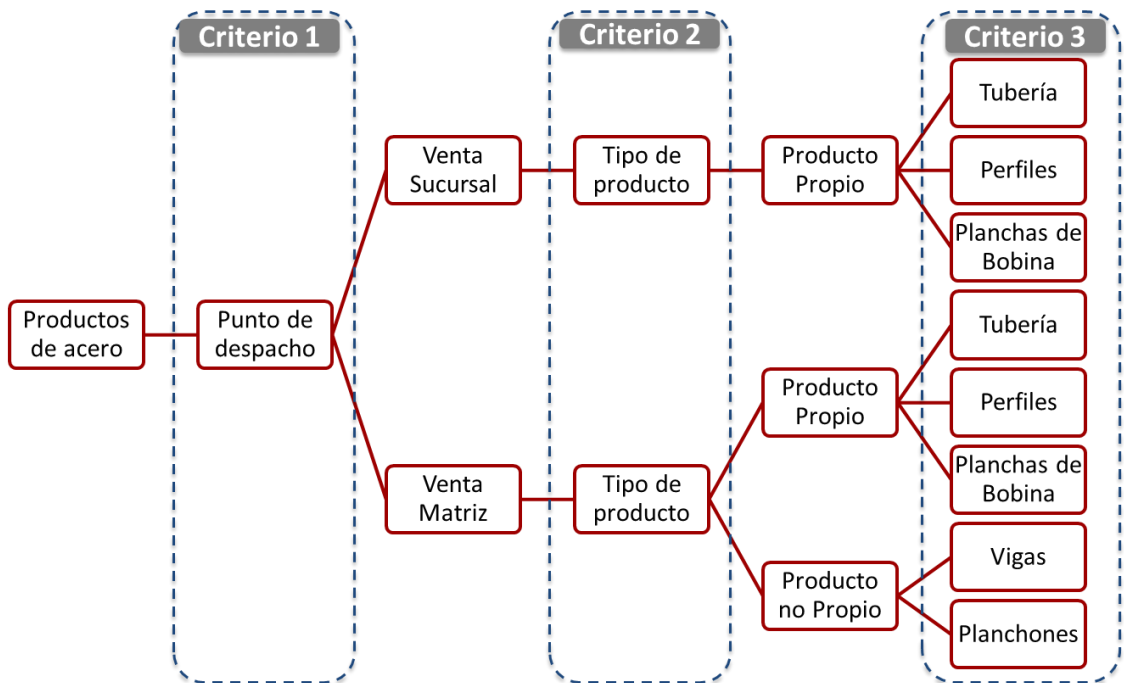 Criterio 1
Criterio 2
Criterio 3
Productos
de acero
Punto de
despacho
Venta
Sucursal
Tipo de
producto
Producto
Propio
Tubería
Perfiles
Planchas de
Bobina
Venta
Matriz
Tipo de
producto
Producto
Propio
Tubería
Perfiles
Planchas de
Bobina
Producto
no Propio
Vigas
Planchones